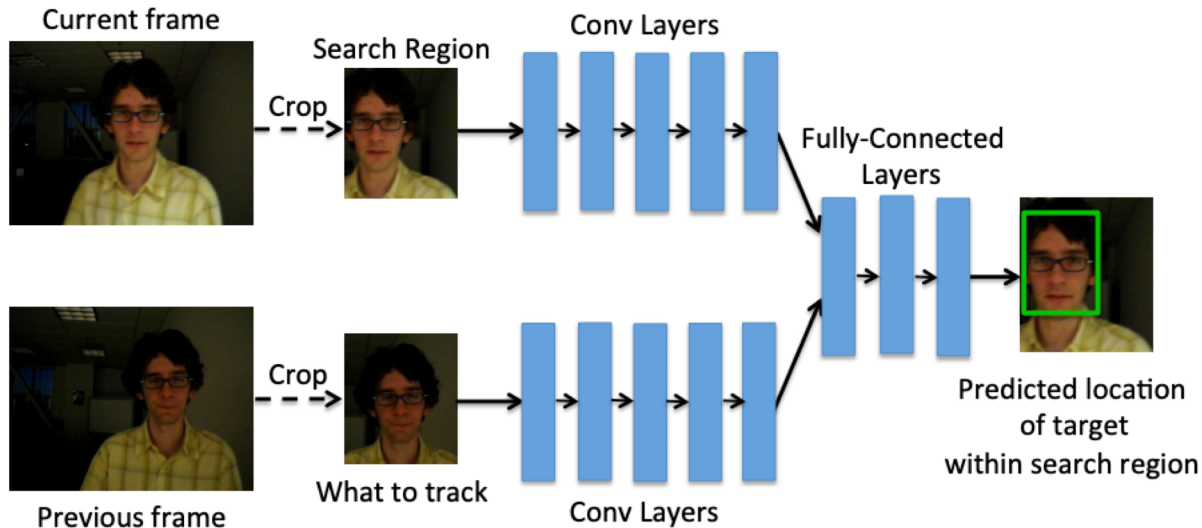 Current frame
Crop
Search Region
Conv Layers
Fully-Connected
Layers
Previous frame
Crop
What to track
Conv Layers
Predicted location
of target
within search region